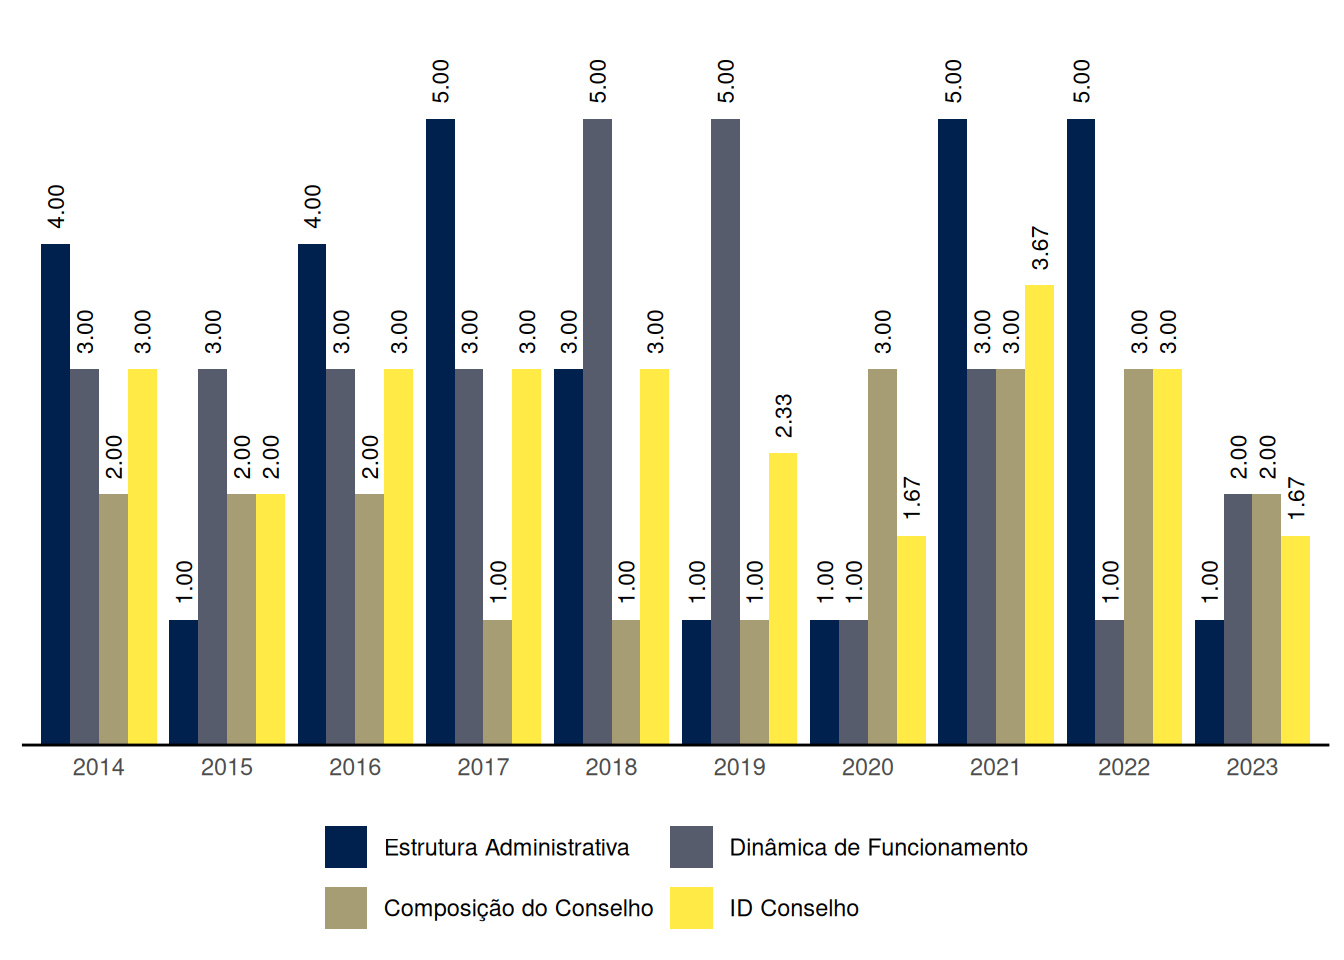 4.00 3.00 2.00 3.00
1.00 3.00 2.00 2.00
4.00 3.00 2.00 3.00
5.00 3.00 1.00 3.00
3.00 5.00 1.00 3.00
1.00 5.00 1.00 2.33
1.00 1.00 3.00 1.67
5.00 3.00 3.00 3.67
5.00 1.00 3.00 3.00
1.00 2.00 2.00 1.67
2014 2015 2016 2017 2018 2019 2020 2021 2022 2023
Estrutura Administrativa Dinâmica de Funcionamento
Composição do Conselho ID Conselho